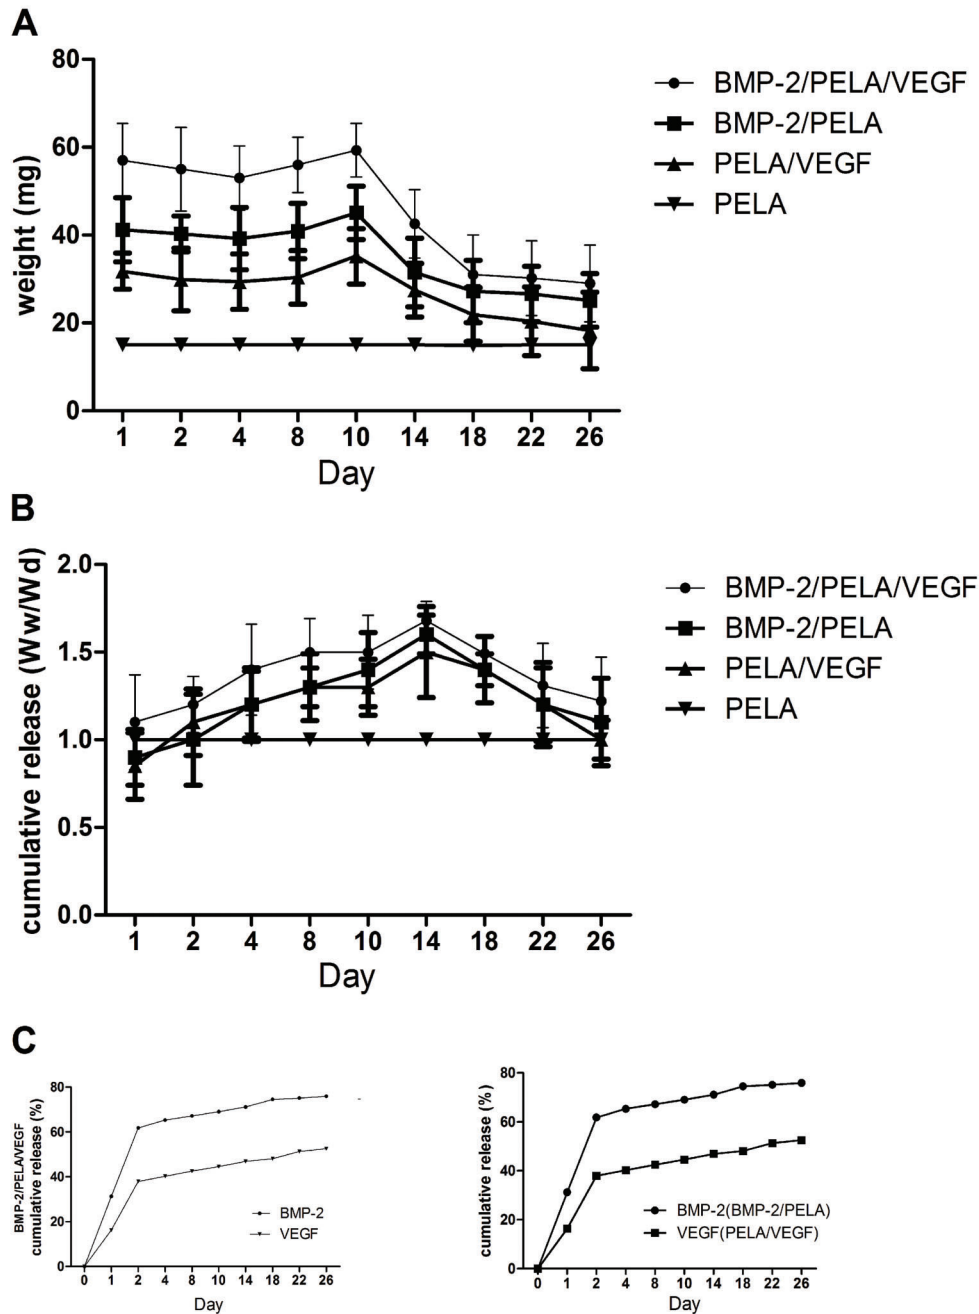 A
80
60
40
20
0
weight (mg)
1 2 4 8 10 14 18 22 26
Day
BMP-2/PELA/VEGF
BMP-2/PELA
PELA/VEGF
PELA
B
2.0
1.5
1.0
0.5
0.0
cumulative release (Ww/Wd)
1 2 4 8 10 14 18 22 26
Day
BMP-2/PELA/VEGF
BMP-2/PELA
PELA/VEGF
PELA
C
BMP-2/PELA/VEGF
cumulative release (%)
80
60
40
20
0
0 1 2 4 8 10 14 18 22 26
Day
BMP-2
VEGF
cumulative release (%)
80
60
40
20
0
0 1 2 4 8 10 14 18 22 26
Day
BMP-2(BMP-2/PELA)
VEGF(PELA/VEGF)